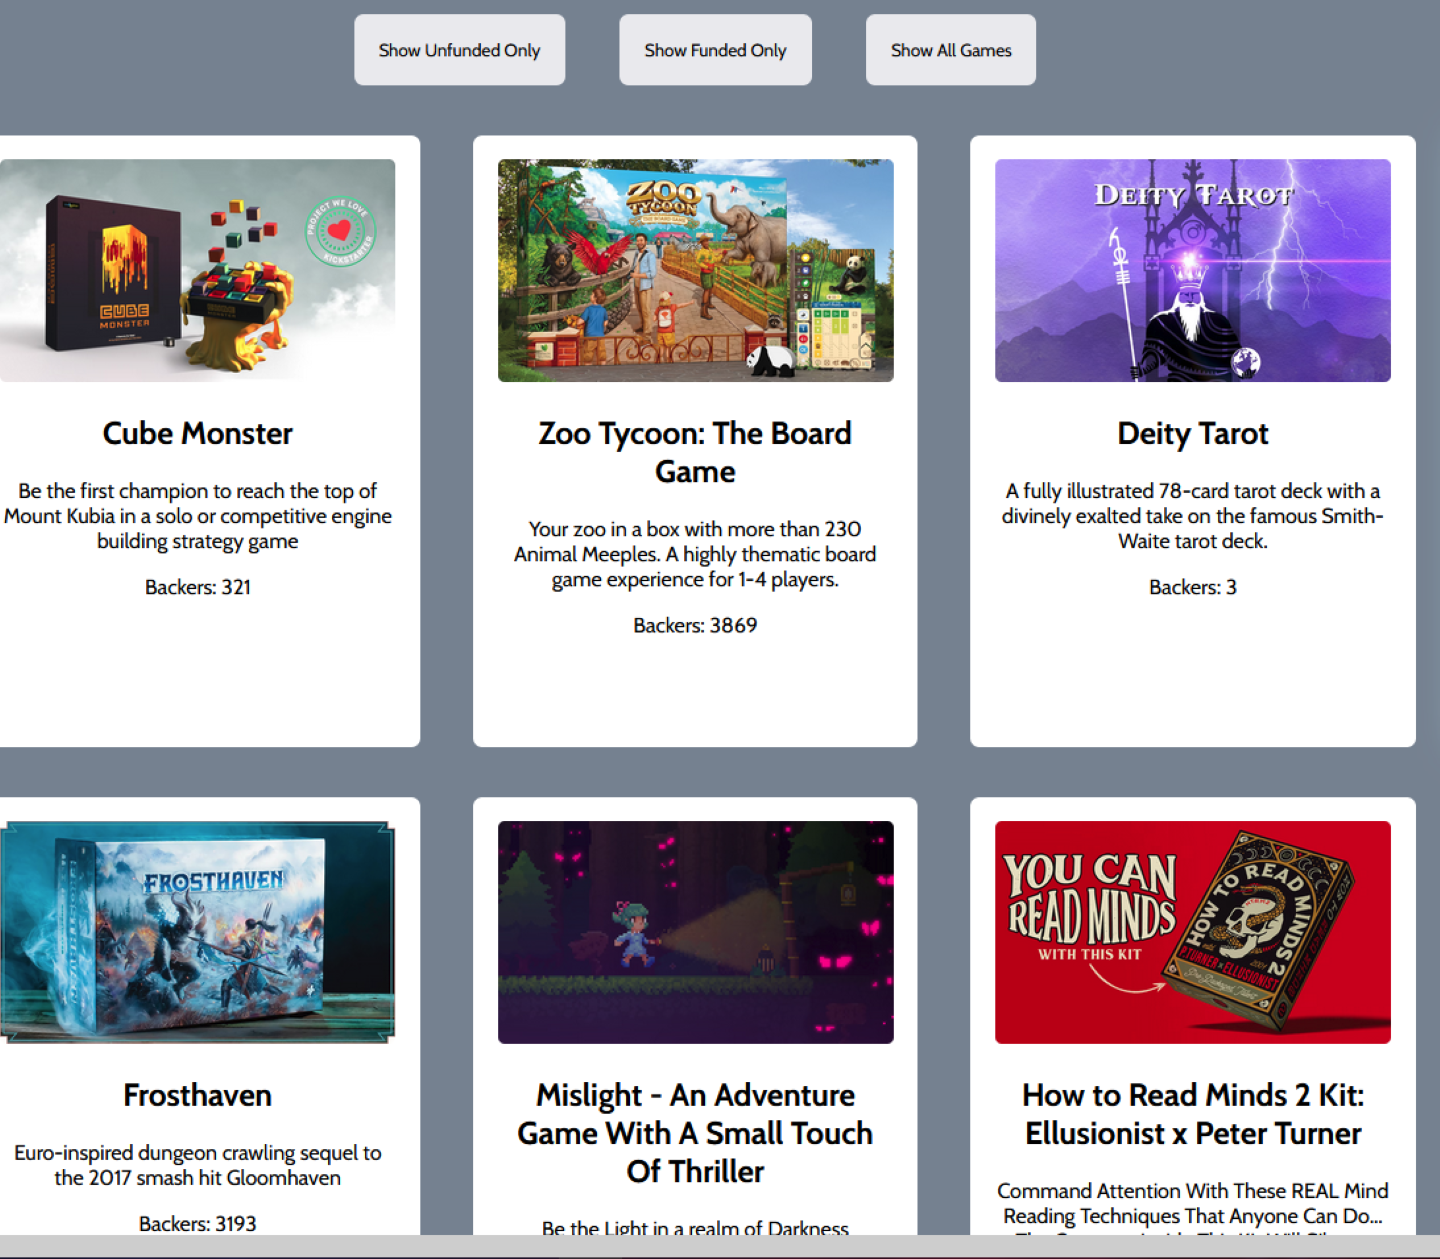 Show Unfunded Only
Show Funded Only
Show All Games
CUBE
MONSTER
PROJECT WE LOVE
KICKSTARTER
ZOO
TYCOON
THE BOARD GAME
DEITY TAROT
Cube Monster
Be the first champion to reach the top of
Mount Kubia in a solo or competitive engine
building strategy game
Backers: 321
Zoo Tycoon: The Board
Game
Your zoo in a box with more than 230
Animal Meeples. A highly thematic board
game experience for 1-4 players.
Backers: 3869
Deity Tarot
A fully illustrated 78-card tarot deck with a
divinely exalted take on the famous Smith-
Waite tarot deck.
Backers: 3
FROSTHAVEN
YOU CAN
READ MINDS
WITH THIS KIT
HOW TO READ MINDS 2
P.TURNER x ELLUSIONIST
Frosthaven
Euro-inspired dungeon crawling sequel to
the 2017 smash hit Gloomhaven
Backers: 3193
Mislight - An Adventure
Game With A Small Touch
Of Thriller
Be the Light in a realm of Darkness
How to Read Minds 2 Kit:
Ellusionist x Peter Turner
Command Attention With These REAL Mind
Reading Techniques That Anyone Can Do...